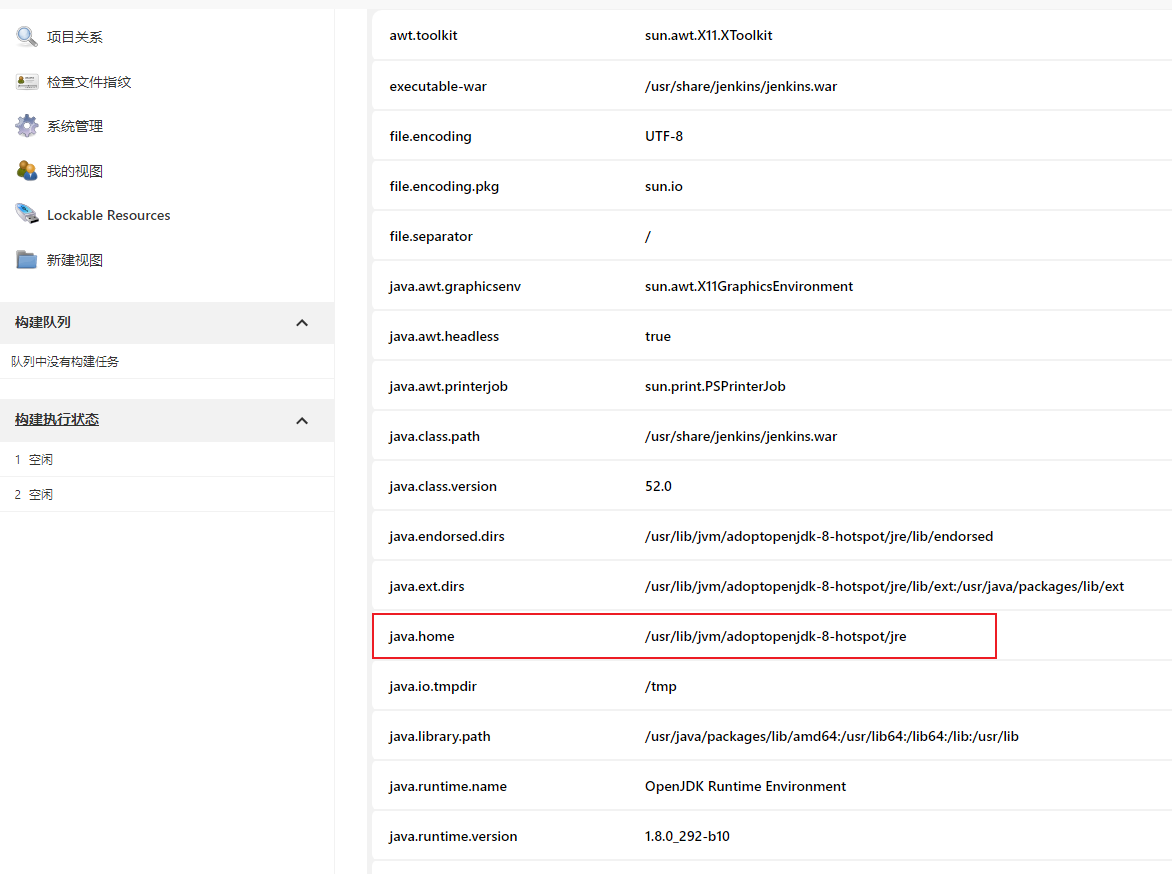 项目关系
检查文件指纹
系统管理
我的视图
Lockable Resources
新建视图
构建队列
队列中没有构建任务
构建执行状态
1 空闲
2 空闲
awt.toolkit sun.awt.X11.XToolkit
executable-war /usr/share/jenkins/jenkins.war
file.encoding UTF-8
file.encoding.pkg sun.io
file.separator /
java.awt.graphicsenv sun.awt.X11GraphicsEnvironment
java.awt.headless true
java.awt.printerjob sun.print.PSPrinterJob
java.class.path /usr/share/jenkins/jenkins.war
java.class.version 52.0
java.endorsed.dirs /usr/lib/jvm/adoptopenjdk-8-hotspot/jre/lib/endorsed
java.ext.dirs /usr/lib/jvm/adoptopenjdk-8-hotspot/jre/lib/ext:/usr/java/packages/lib/ext
java.home /usr/lib/jvm/adoptopenjdk-8-hotspot/jre
java.io.tmpdir /tmp
java.library.path /usr/java/packages/lib/amd64:/usr/lib64:/lib64:/lib:/usr/lib
java.runtime.name OpenJDK Runtime Environment
java.runtime.version 1.8.0_292-b10